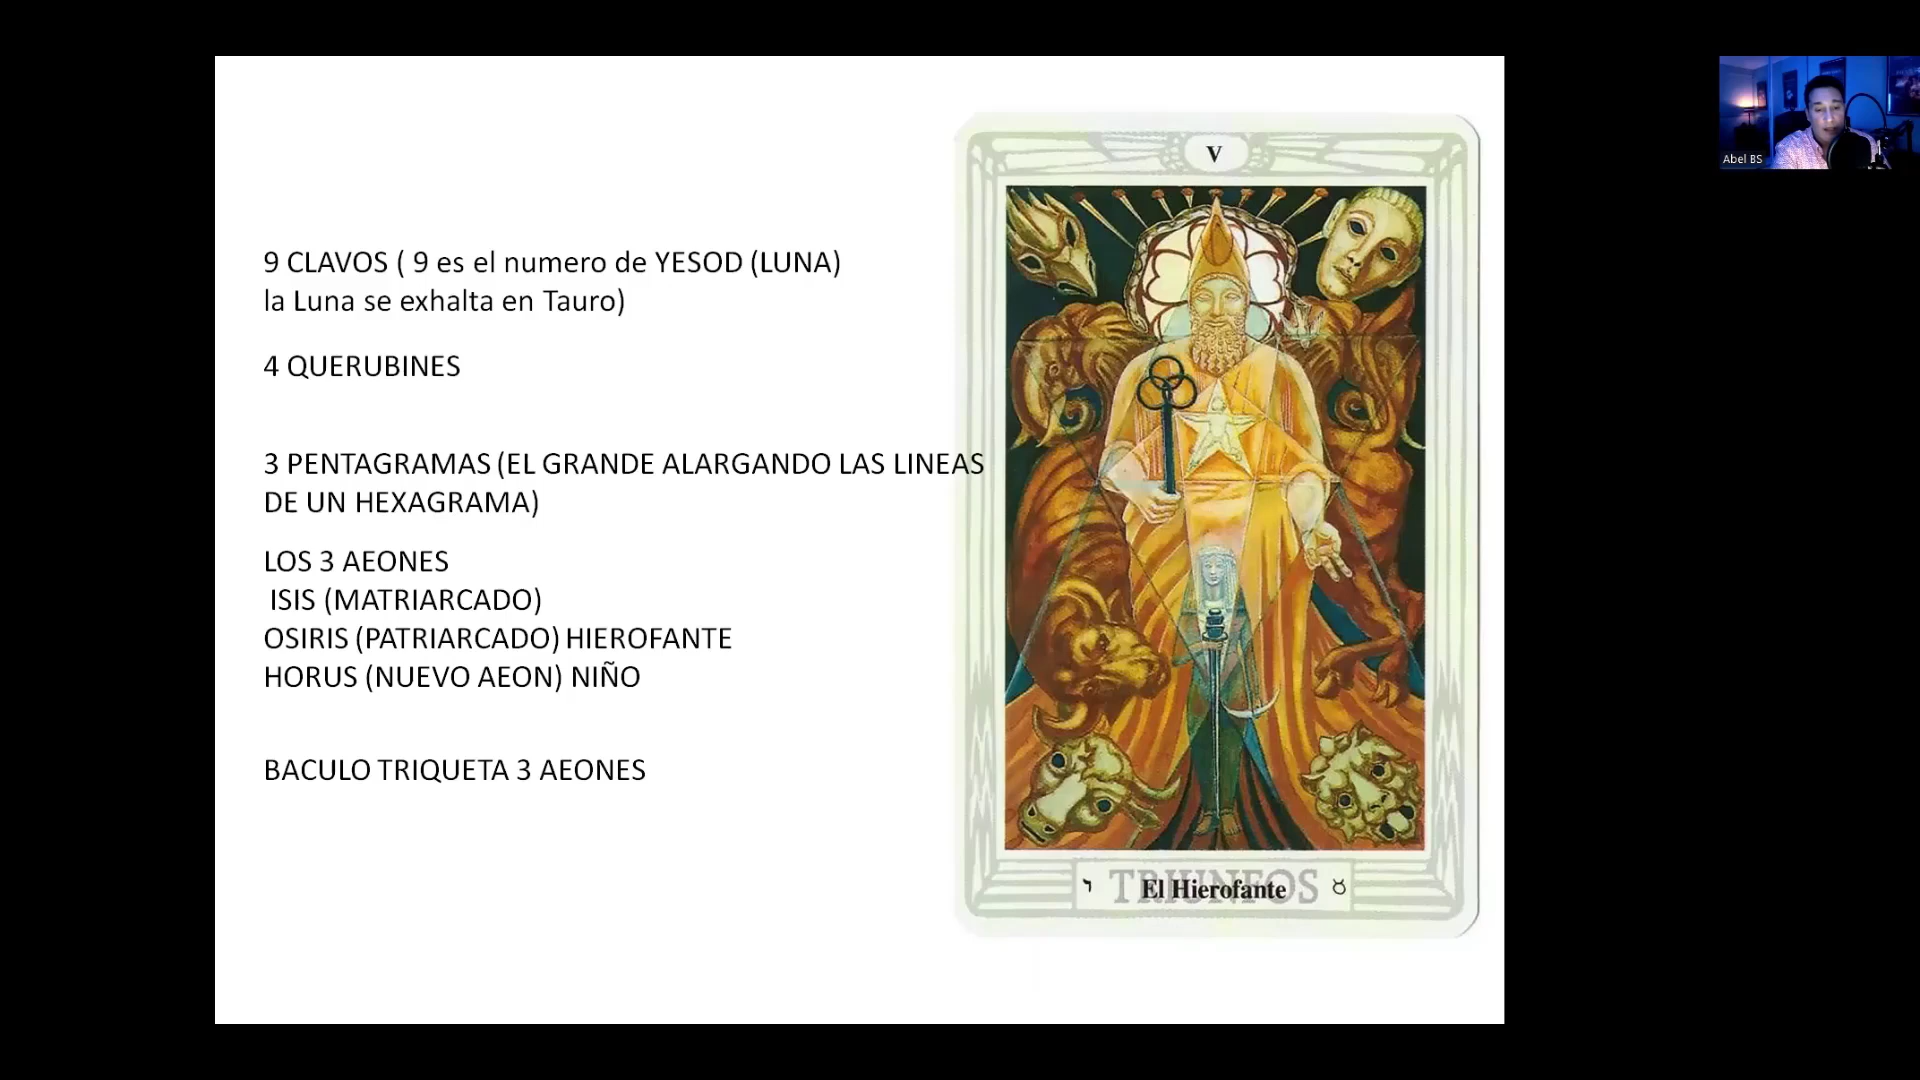 9 CLAVOS ( 9 es el numero de YESOD (LUNA)
la Luna se exhalta en Tauro)
4 QUERUBINES
3 PENTAGRAMAS (EL GRANDE ALARGANDO LAS LINEAS
DE UN HEXAGRAMA)
LOS 3 AEONES
ISIS (MATRIARCADO)
OSIRIS (PATRIARCADO) HIEROFANTE
HORUS (NUEVO AEON) NIÑO
BACULO TRIQUETA 3 AEONES
V
ו TRIUNFOS El Hierofante ♉
Abel BS